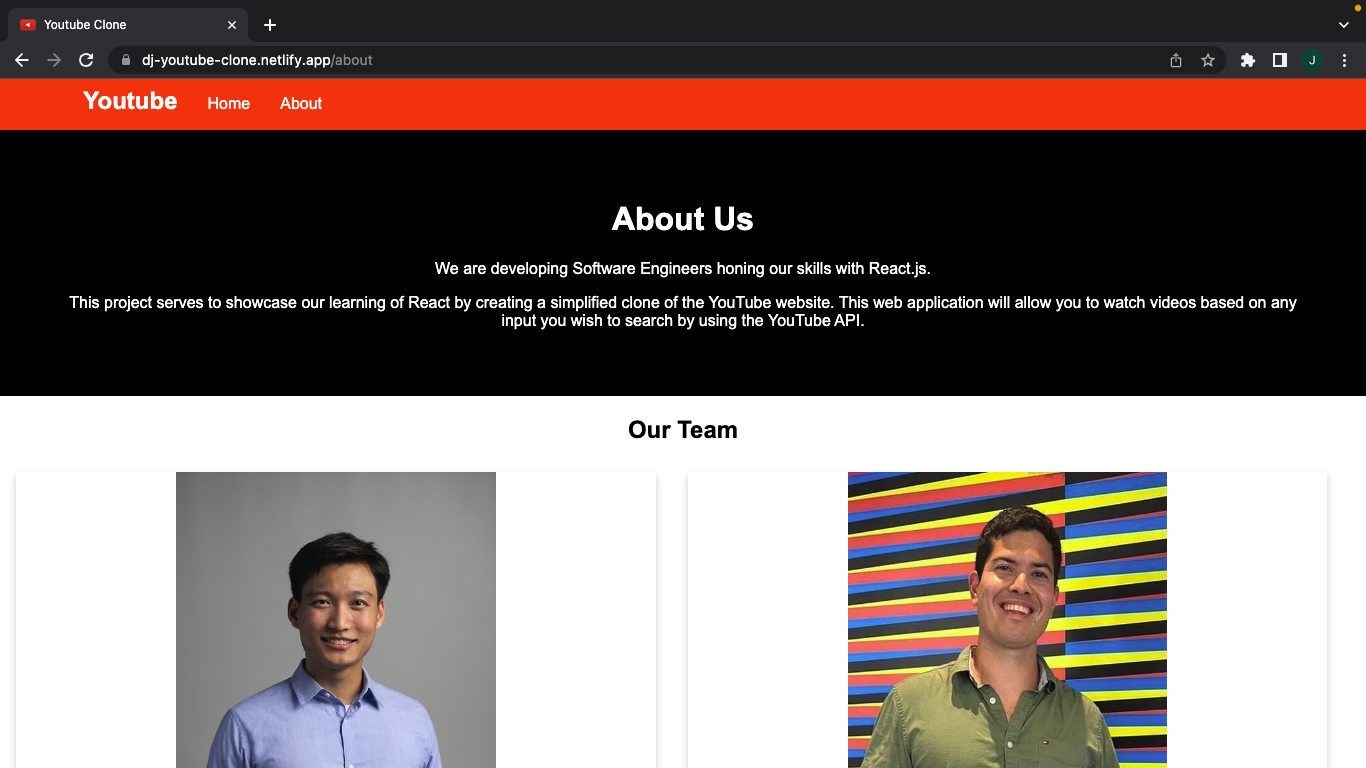 Youtube Clone
dj-youtube-clone.netlify.app/about
J
Youtube Home About
About Us
We are developing Software Engineers honing our skills with React.js.
This project serves to showcase our learning of React by creating a simplified clone of the YouTube website. This web application will allow you to watch videos based on any
input you wish to search by using the YouTube API.
Our Team